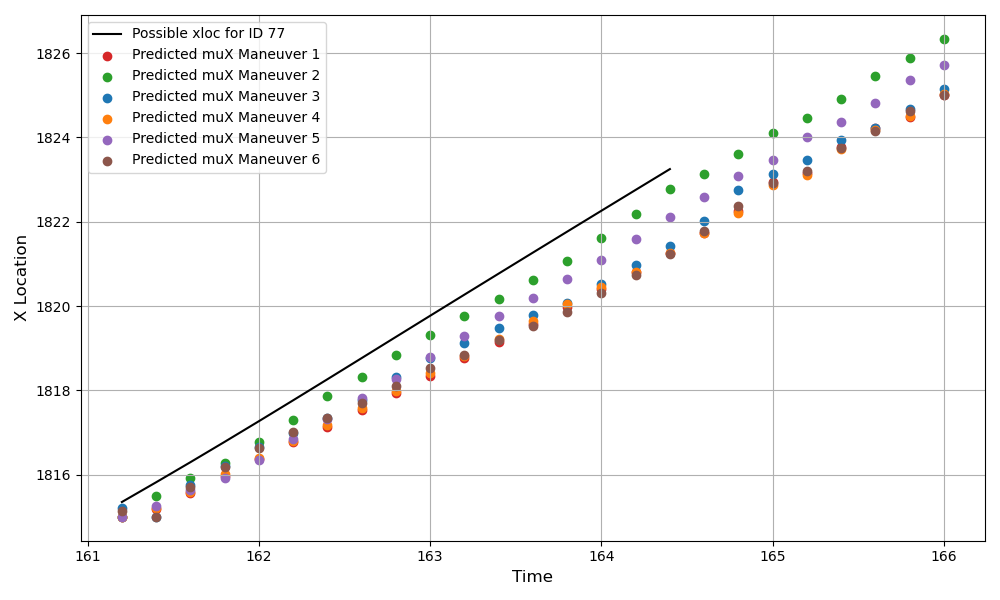 Possible xloc for ID 77
Predicted muX Maneuver 1
Predicted muX Maneuver 2
Predicted muX Maneuver 3
Predicted muX Maneuver 4
Predicted muX Maneuver 5
Predicted muX Maneuver 6
X Location
1826
1824
1822
1820
1818
1816
161 162 163 164 165 166
Time